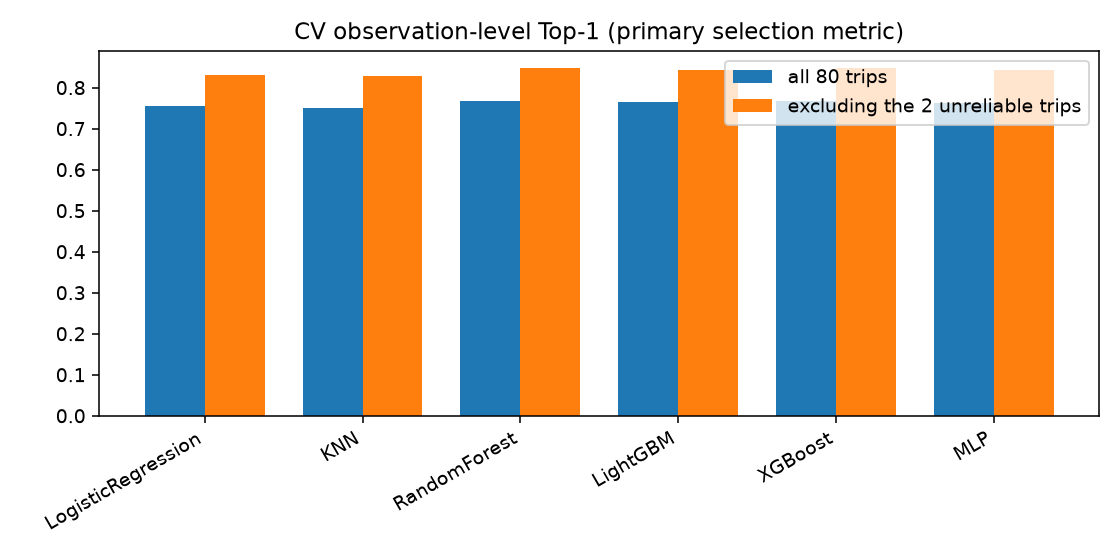 CV observation-level Top-1 (primary selection metric)
all 80 trips
excluding the 2 unreliable trips
0.8
0.7
0.6
0.5
0.4
0.3
0.2
0.1
0.0
LogisticRegression
KNN
RandomForest
LightGBM
XGBoost
MLP